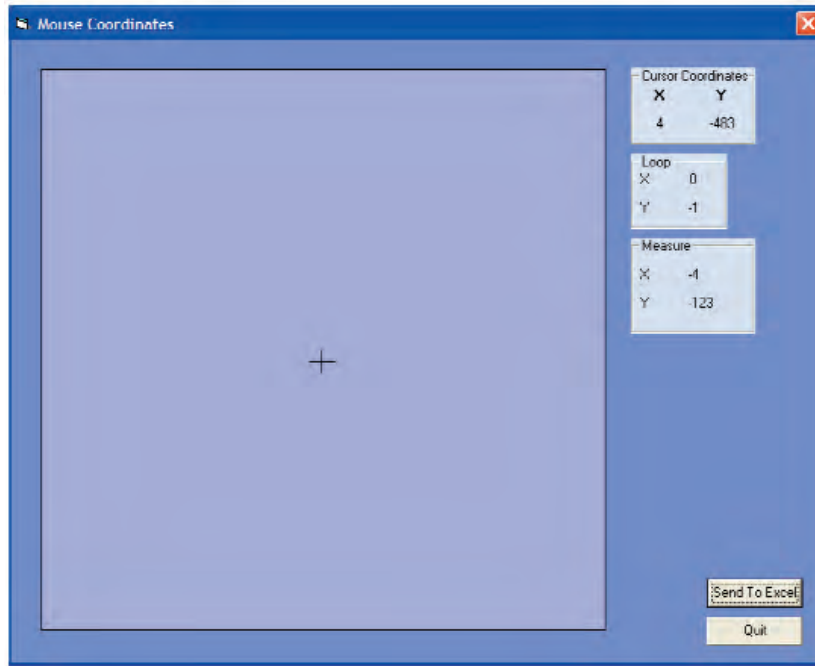 Mouse Coordinates
Cursor Coordinates
X Y
4 -483
Loop
X 0
Y -1
Measure
X -4
Y -123
Send To Excel
Quit